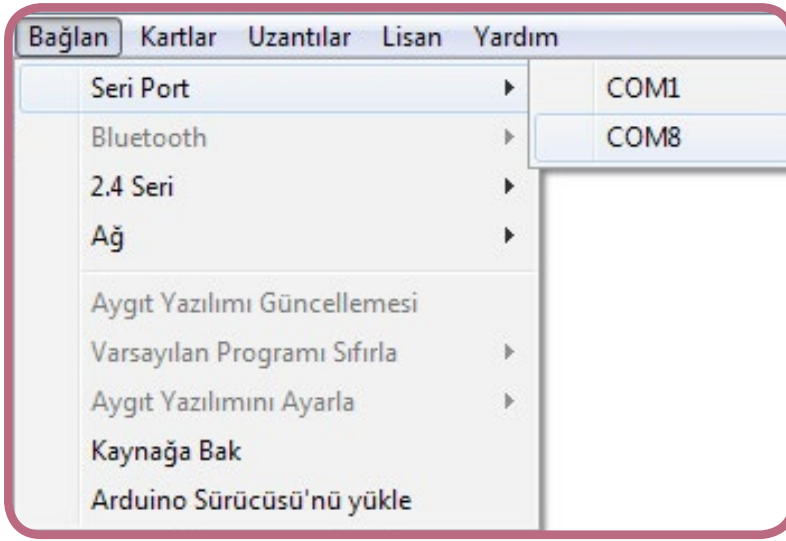 Bağlan Kartlar Uzantılar Lisan Yardım
Seri Port COM1
Bluetooth COM8
2.4 Seri
Ağ
Aygıt Yazılımı Güncellemesi
Varsayılan Programı Sıfırla
Aygıt Yazılımını Ayarla
Kaynağa Bak
Arduino Sürücüsü'nü yükle